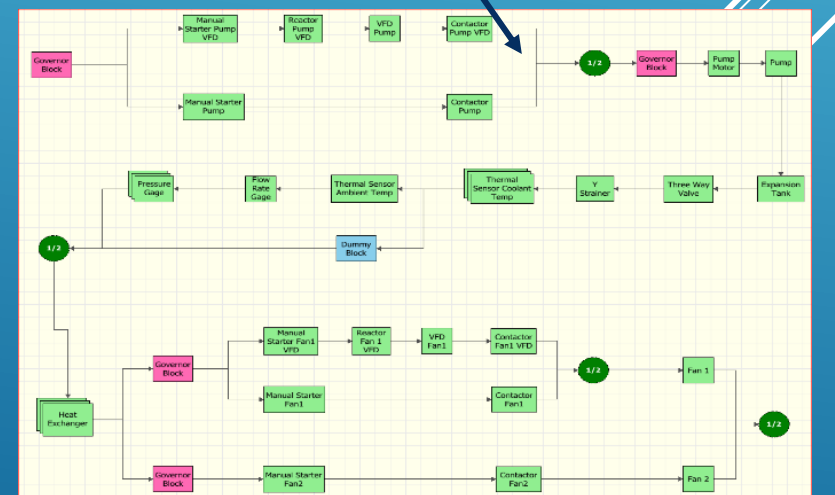 Manual
Starter Pump
VFD
Reactor
Pump
VFD
VFD
Pump
Contactor
Pump VFD
Governor
Block
1/2
Governor
Block
Pump
Motor
Pump
Manual Starter
Pump
Contactor
Pump
Pressure
Gage
Flow
Rate
Gage
Thermal Sensor
Ambient Temp
Thermal
Sensor Coolant
Temp
Y
Strainer
Three Way
Valve
Expansion
Tank
1/2
Dummy
Block
Manual
Starter Fan1
VFD
Reactor
Fan 1
VFD
VFD
Fan1
Contactor
Fan1 VFD
Governor
Block
1/2
Fan 1
Manual Starter
Fan1
Contactor
Fan1
Heat
Exchanger
1/2
Governor
Block
Manual Starter
Fan2
Contactor
Fan2
Fan 2